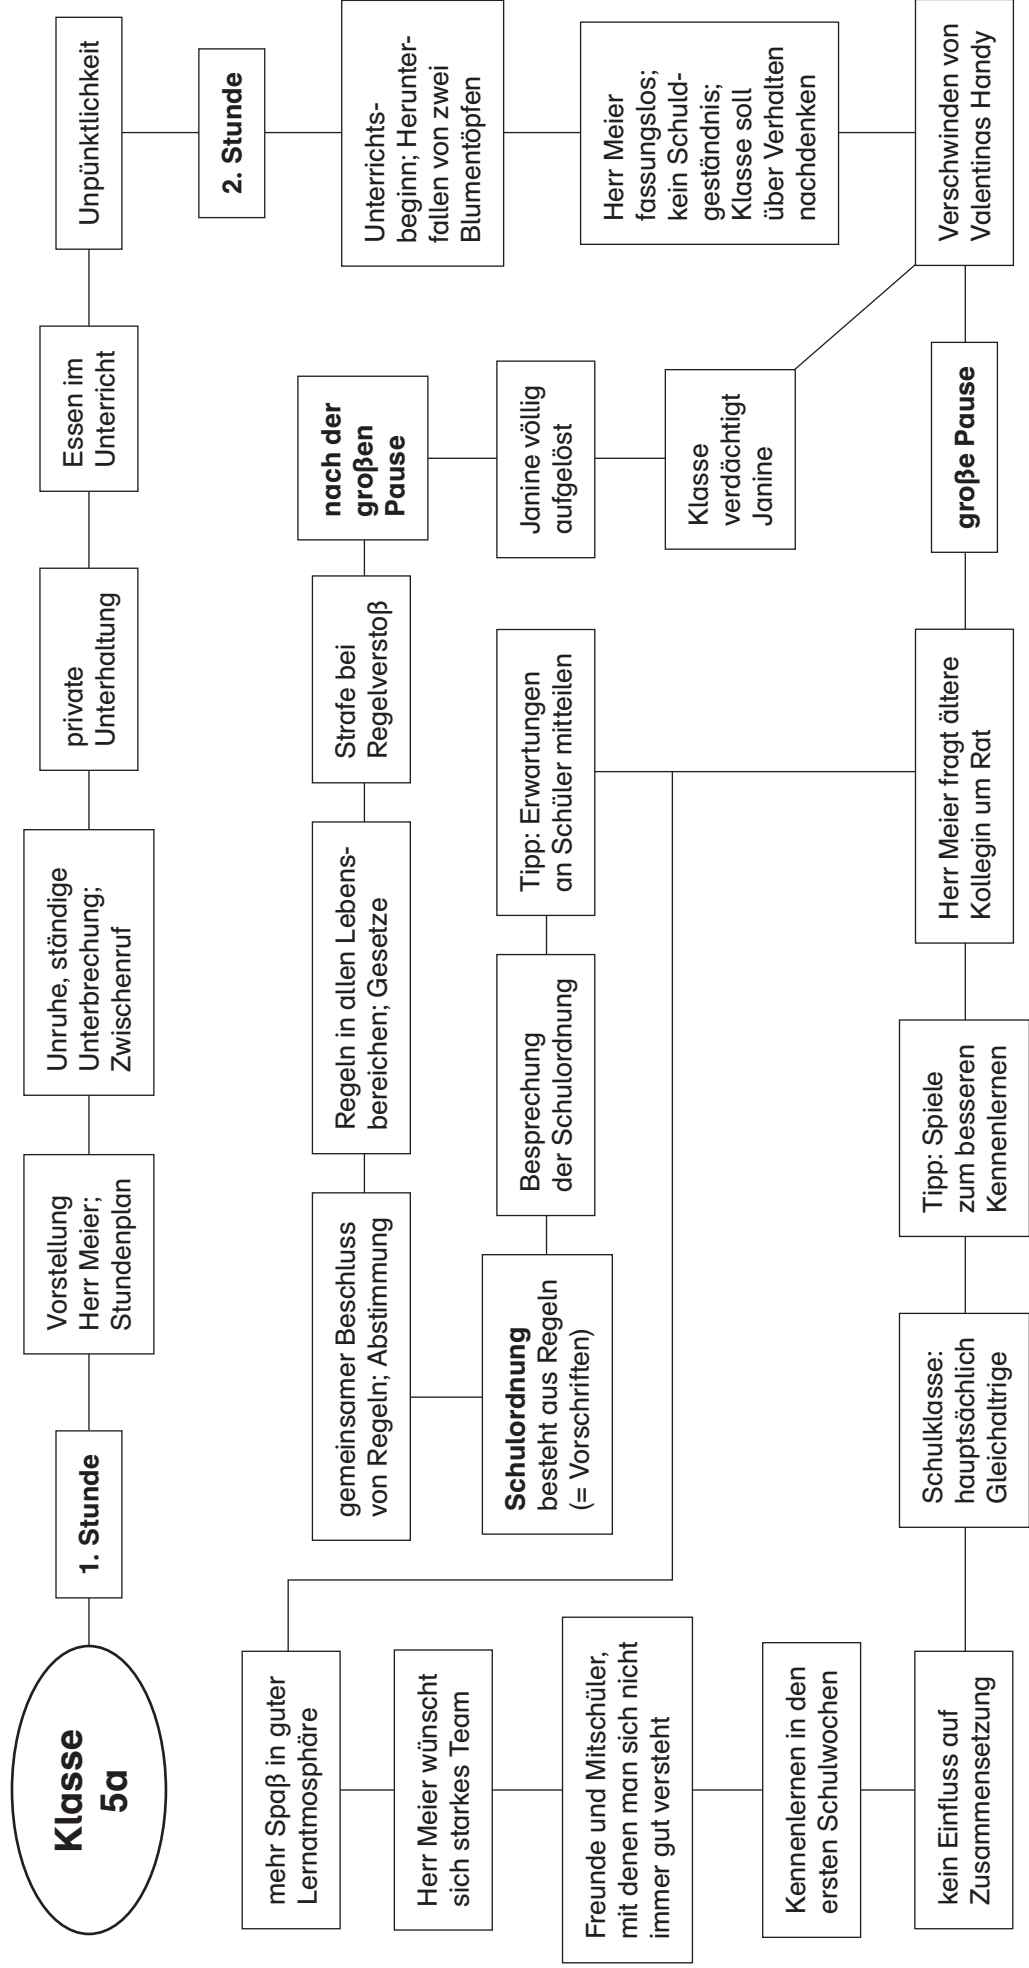 Klasse
5a
1. Stunde
Vorstellung
Herr Meier;
Stundenplan
Unruhe, ständige
Unterbrechung;
Zwischenruf
private
Unterhaltung
Essen im
Unterricht
Unpünktlichkeit
2. Stunde
Unterrichts-
beginn; Herunter-
fallen von zwei
Blumentöpfen
Herr Meier
fassungslos;
kein Schuld-
geständnis;
Klasse soll
über Verhalten
nachdenken
Verschwinden von
Valentinas Handy
Klasse
verdächtigt
Janine
Janine völlig
aufgelöst
nach der
großen
Pause
Strafe bei
Regelverstoß
Regeln in allen Lebens-
bereichen; Gesetze
gemeinsamer Beschluss
von Regeln; Abstimmung
Schulordnung
besteht aus Regeln
(= Vorschriften)
Besprechung
der Schulordnung
Tipp: Erwartungen
an Schüler mitteilen
große Pause
Herr Meier fragt ältere
Kollegin um Rat
Tipp: Spiele
zum besseren
Kennenlernen
Schulklasse:
hauptsächlich
Gleichaltrige
kein Einfluss auf
Zusammensetzung
Kennenlernen in den
ersten Schulwochen
Freunde und Mitschüler,
mit denen man sich nicht
immer gut versteht
Herr Meier wünscht
sich starkes Team
mehr Spaß in guter
Lernatmosphäre